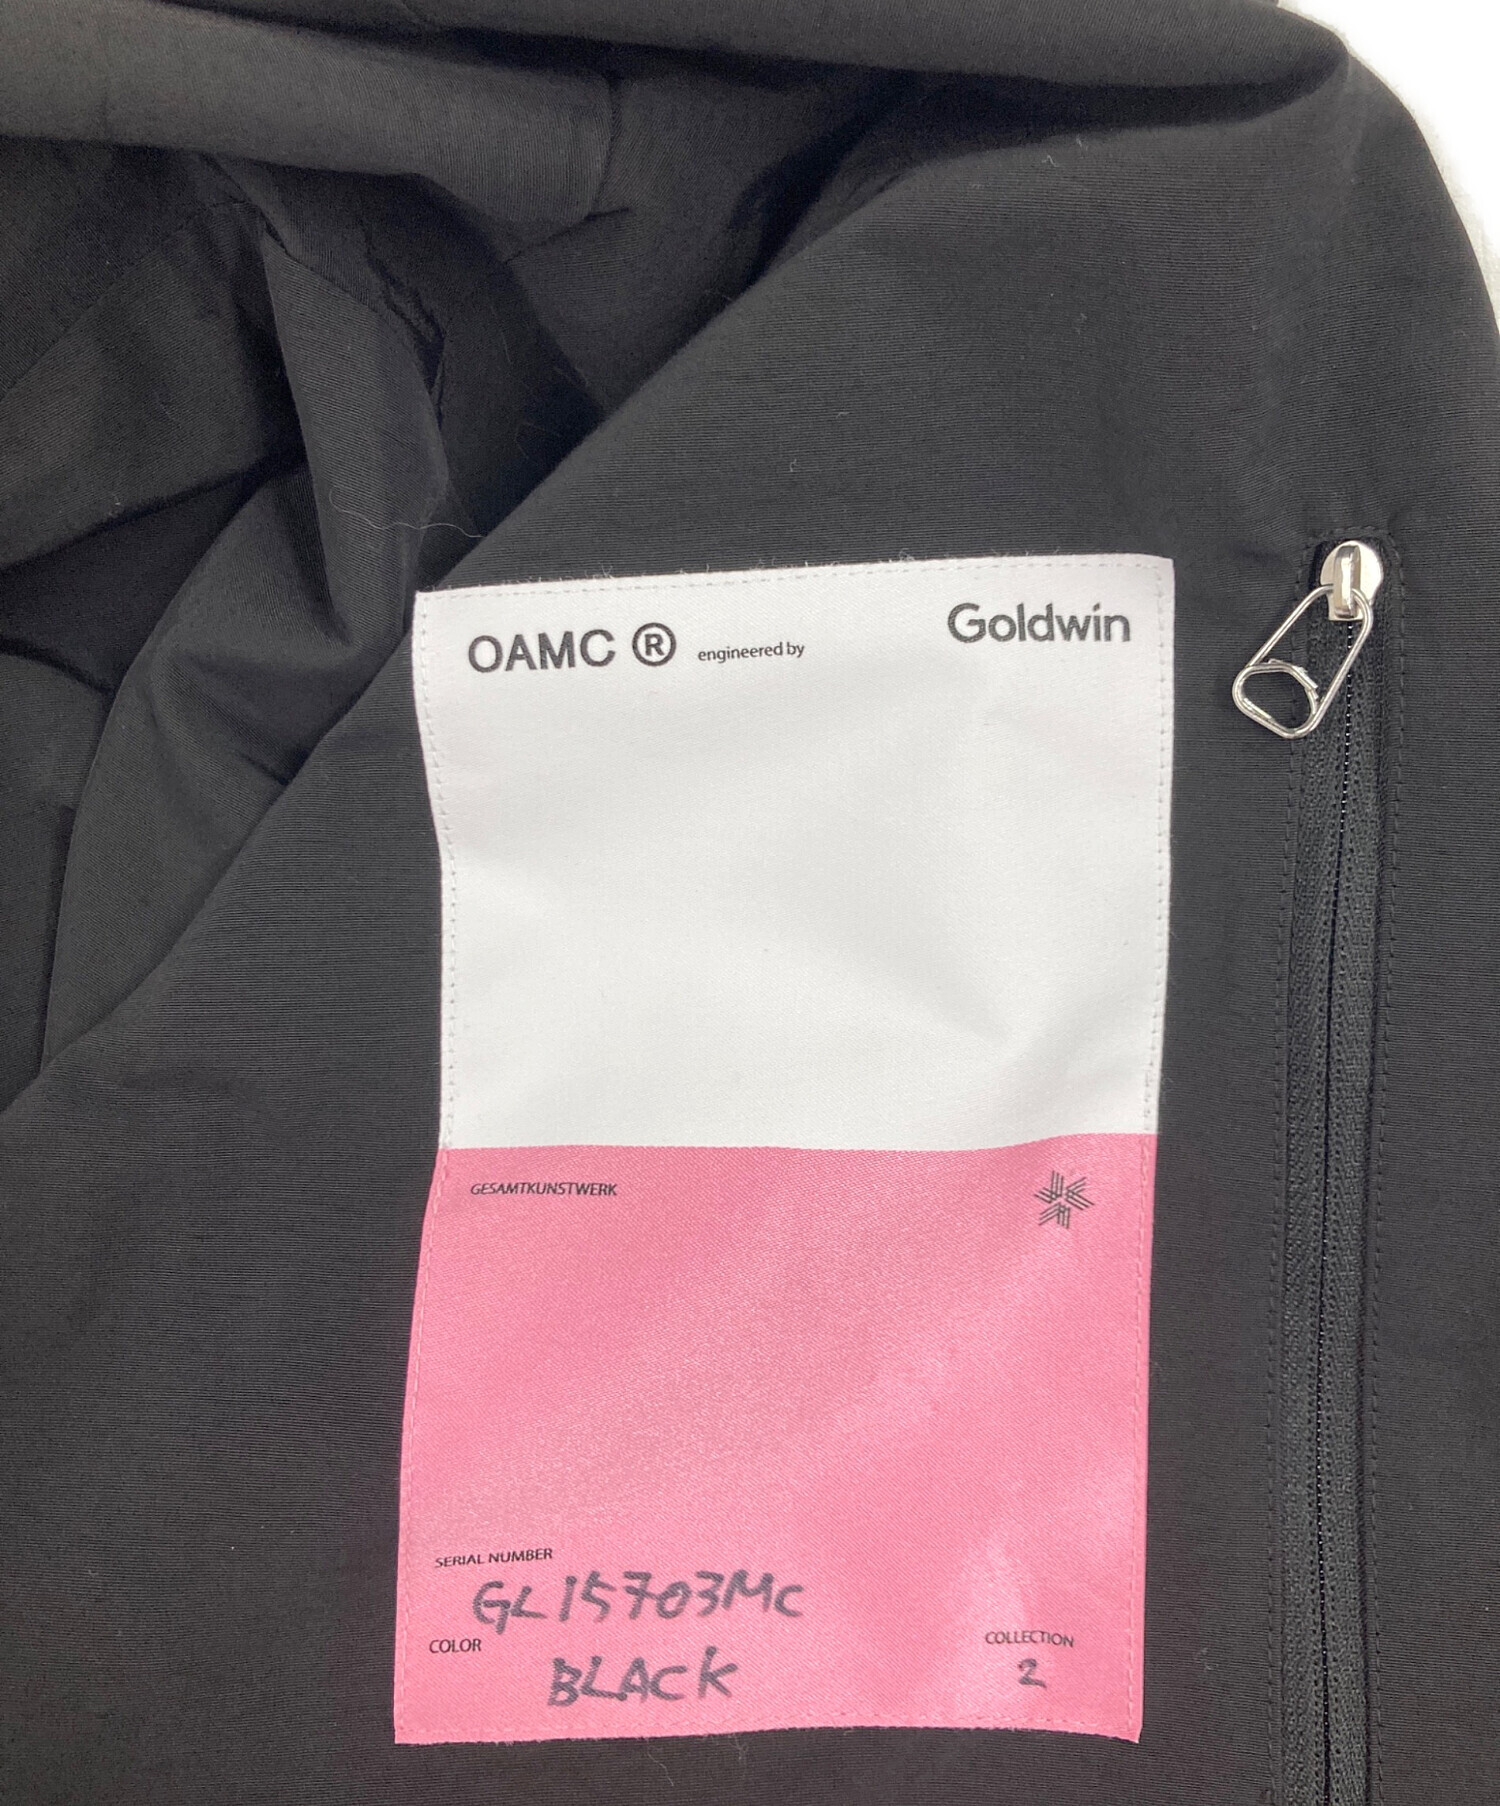 OAMC ® engineered by Goldwin
GESAMTKUNSTWERK
SERIAL NUMBER
GL15703MC
COLOR
BLACK
COLLECTION
2